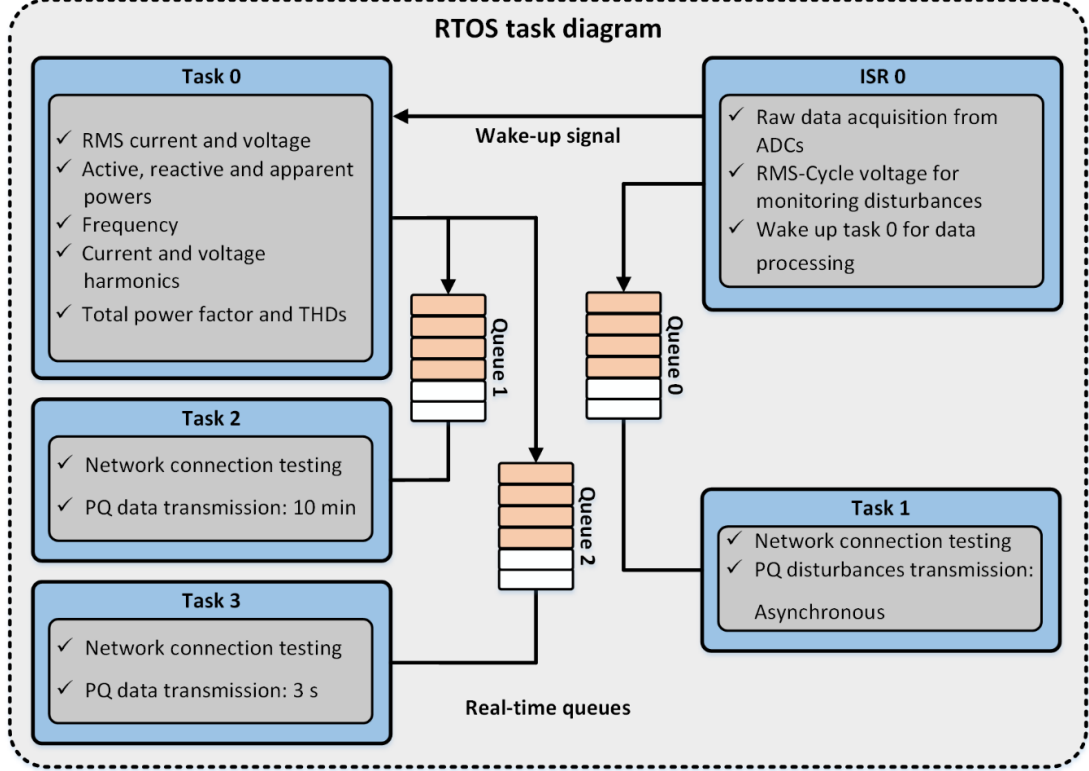 RTOS task diagram
Task 0
✓ RMS current and voltage
✓ Active, reactive and apparent
powers
✓ Frequency
✓ Current and voltage
harmonics
✓ Total power factor and THDs
Wake-up signal
ISR 0
✓ Raw data acquisition from
ADCs
✓ RMS-Cycle voltage for
monitoring disturbances
✓ Wake up task 0 for data
processing
Queue 1
Queue 0
Task 2
✓ Network connection testing
✓ PQ data transmission: 10 min
Queue 2
Task 1
✓ Network connection testing
✓ PQ disturbances transmission:
Asynchronous
Task 3
✓ Network connection testing
✓ PQ data transmission: 3 s
Real-time queues